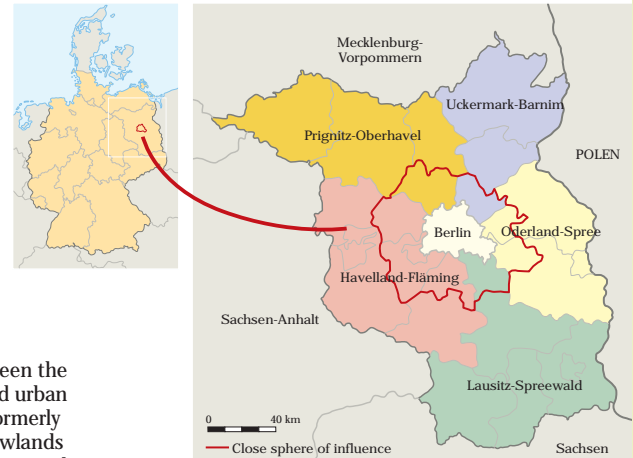 Mecklenburg-
Vorpommern
Uckermark-Barnim
Prignitz-Oberhavel
POLEN
Berlin
Oderland-Spree
Havelland-Fläming
Sachsen-Anhalt
Lausitz-Spreewald
0 40 km
Close sphere of influence
Sachsen
een the
d urban
ormerly
wlands